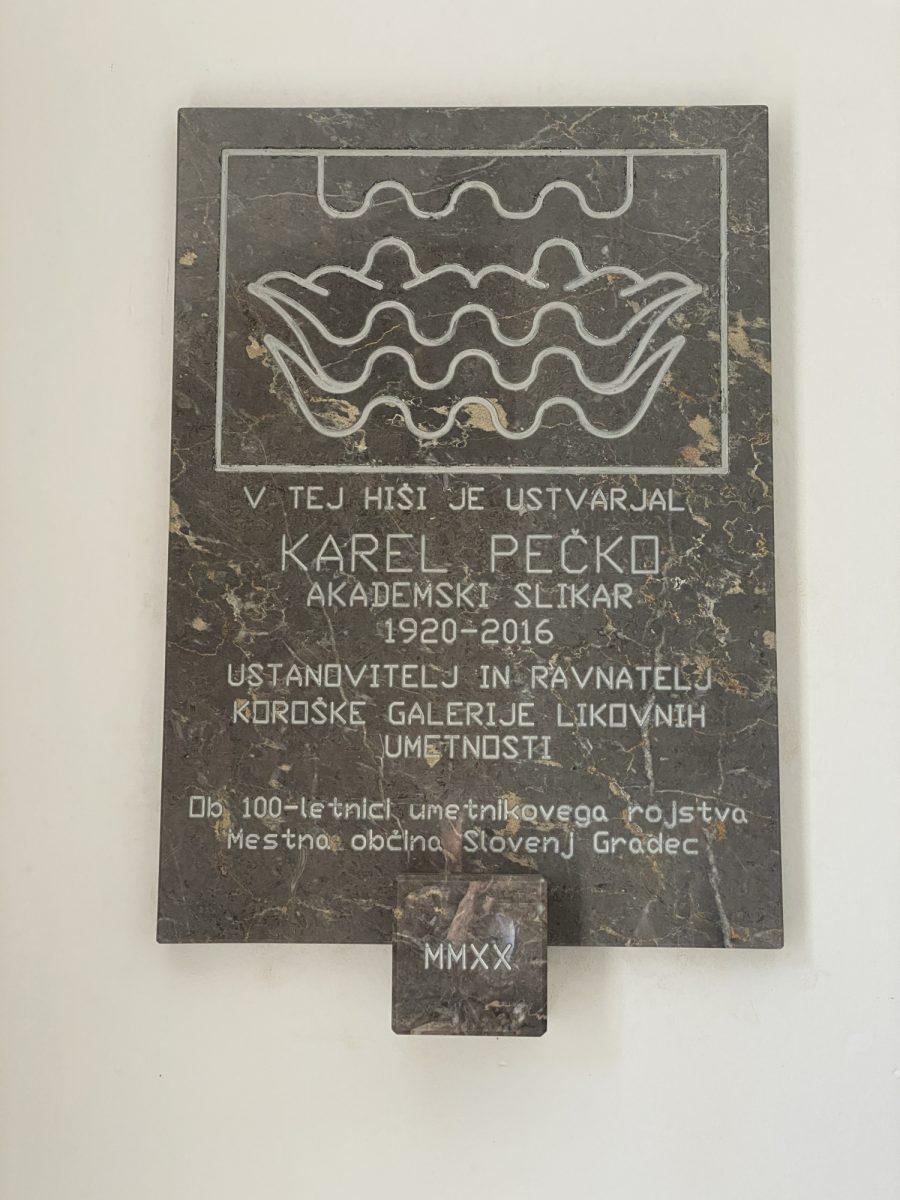 V TEJ HIŠI JE USTVARJAL
KAREL PEČKO
AKADEMSKI SLIKAR
1920-2016
USTANOVITELJ IN RAVNATELJ
KOROŠKE GALERIJE LIKOVNIH
UMETNOSTI
Ob 100-letnici umetnikovega rojstva
Mestna občina Slovenj Gradec
MMXX